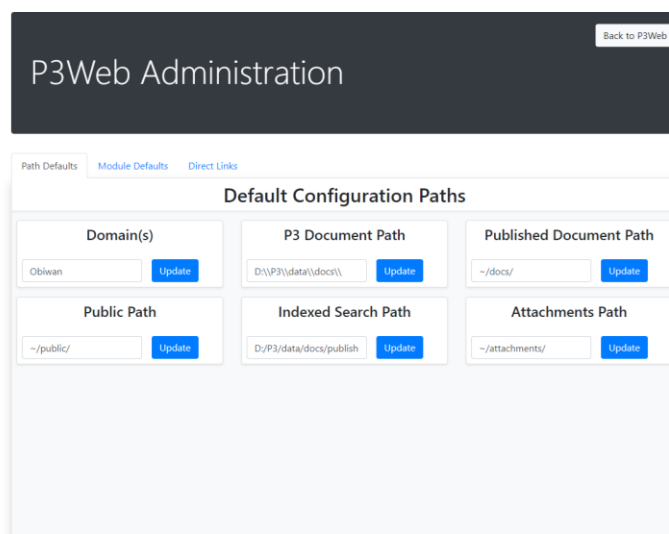 Back to P3Web
P3Web Administration
Path Defaults Module Defaults Direct Links
Default Configuration Paths
Domain(s) P3 Document Path Published Document Path
Obiwan Update D:\\P3\\data\\docs\\ Update ~/docs/ Update
Public Path Indexed Search Path Attachments Path
~/public/ Update D:/P3/data/docs/publish Update ~/attachments/ Update